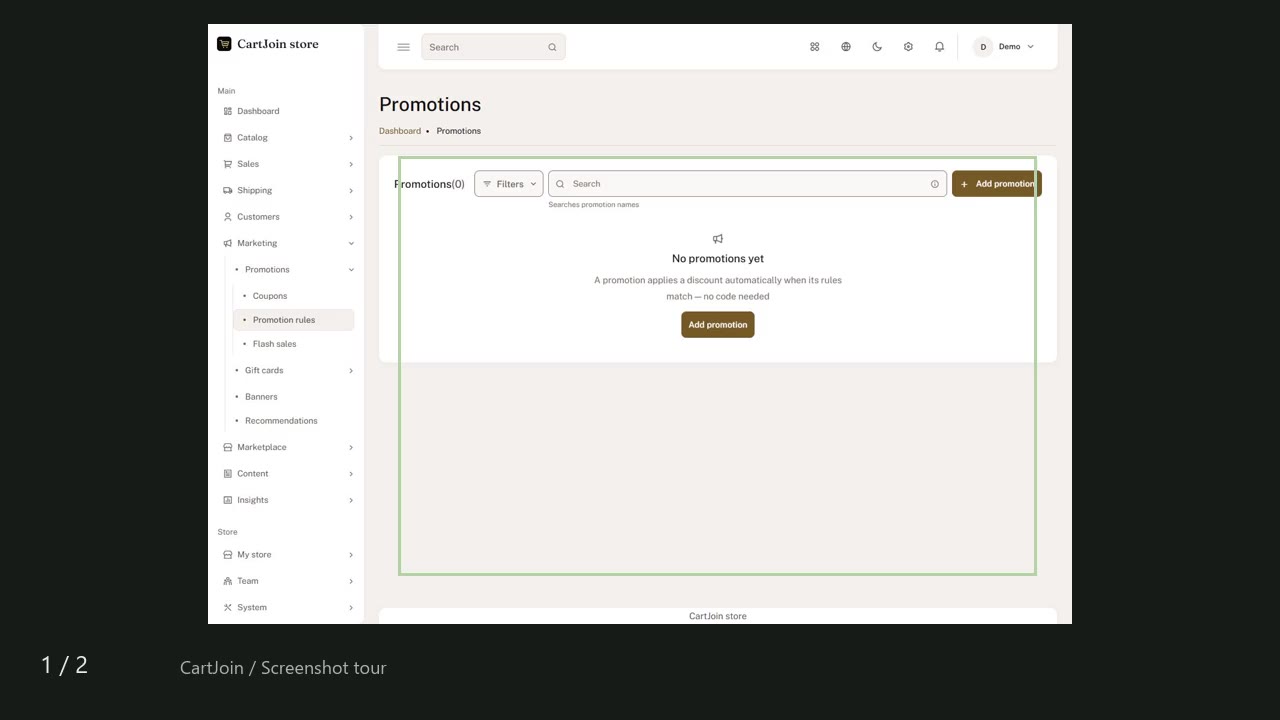 CartJoin store
Search
D Demo
Main
Dashboard
Catalog
Sales
Shipping
Customers
Marketing
Promotions
Coupons
Promotion rules
Flash sales
Gift cards
Banners
Recommendations
Marketplace
Content
Insights
Store
My store
Team
System
Promotions
Dashboard • Promotions
Promotions(0)
Filters
Search
+ Add promotion
Searches promotion names
No promotions yet
A promotion applies a discount automatically when its rules
match — no code needed
Add promotion
CartJoin store
1 / 2
CartJoin / Screenshot tour